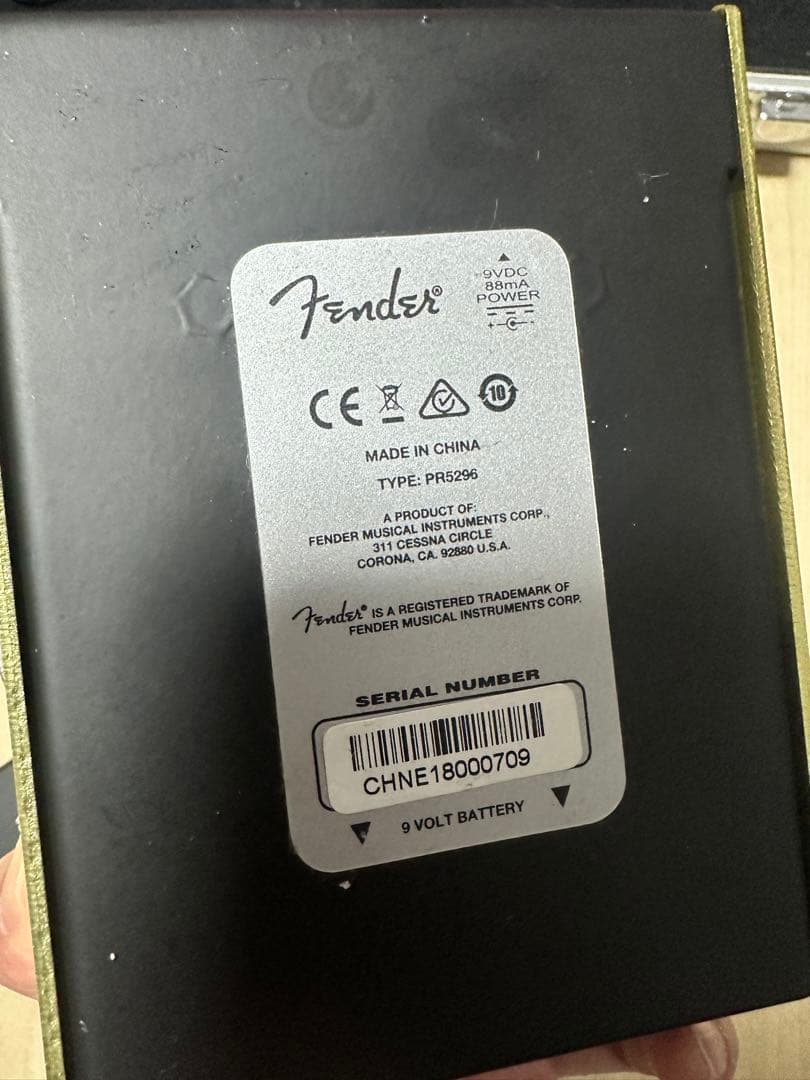 Fender®
9VDC
88mA
POWER
CE
10
MADE IN CHINA
TYPE: PR5296
A PRODUCT OF:
FENDER MUSICAL INSTRUMENTS CORP.,
311 CESSNA CIRCLE
CORONA, CA. 92880 U.S.A.
Fender® IS A REGISTERED TRADEMARK OF
FENDER MUSICAL INSTRUMENTS CORP.
SERIAL NUMBER
CHNE18000709
9 VOLT BATTERY